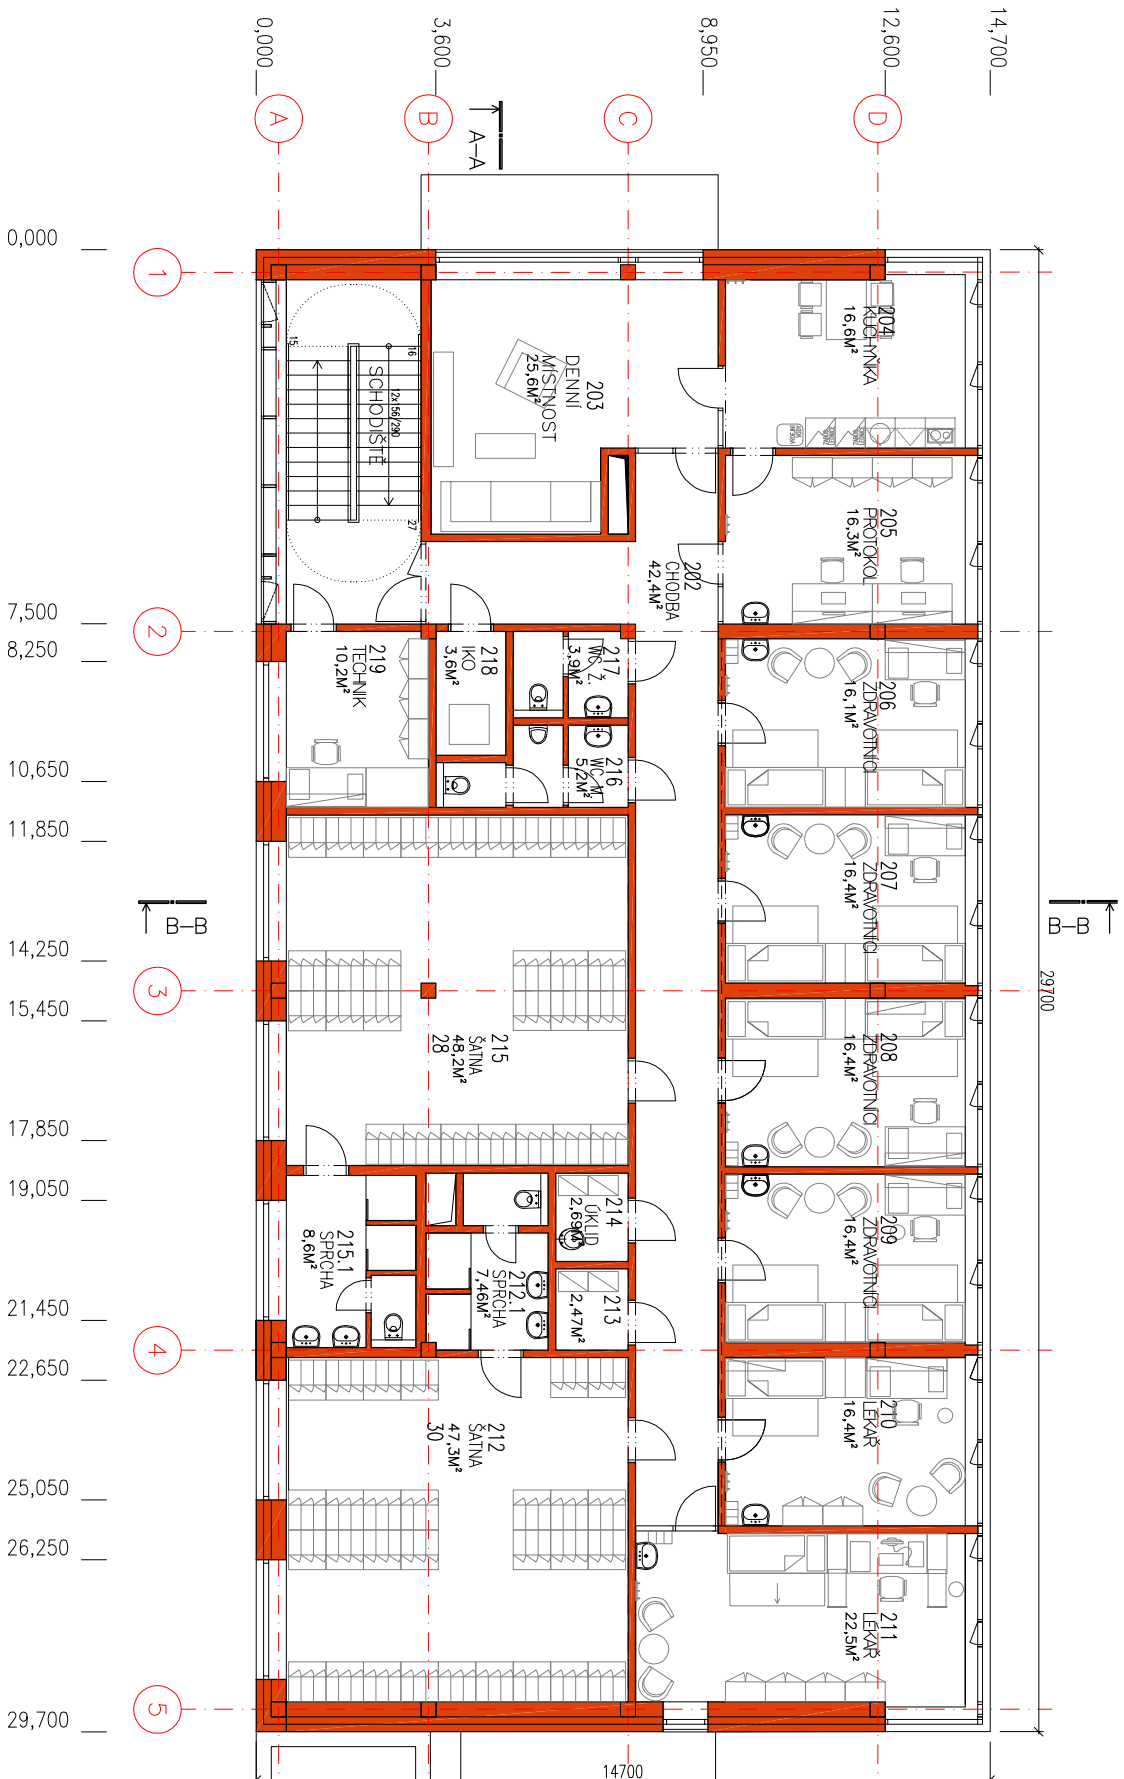 0,000
3,600
8,950
12,600
14,700
A
B
C
D
A-A
0,000
1
7,500
2
8,250
10,650
11,850
B-B
B-B
14,250
3
15,450
17,850
19,050
21,450
4
22,650
25,050
26,250
5
29,700
29700
14700
15
16
12x156/290
SCHODIŠTĚ
27
203
DENNÍ
MÍSTNOST
25,6M²
204
KUCHYŇKA
16,6M²
205
PROTOKOL
16,3M²
202
CHODBA
42,4M²
206
ZDRAVOTNÍCI
16,1M²
207
ZDRAVOTNÍCI
16,4M²
208
ZDRAVOTNÍCI
16,4M²
209
ZDRAVOTNÍCI
16,4M²
210
LÉKAŘ
16,4M²
211
LÉKAŘ
22,5M²
219
TECHNIK
10,2M²
218
IKO
3,6M²
217
WC Ž.
3,9M²
216
WC M.
5,2M²
215
ŠATNA
48,2M²
28
215.1
SPRCHA
8,6M²
214
ÚKLID
2,69M²
213
2,47M²
212.1
SPRCHA
7,46M²
212
ŠATNA
47,3M²
30